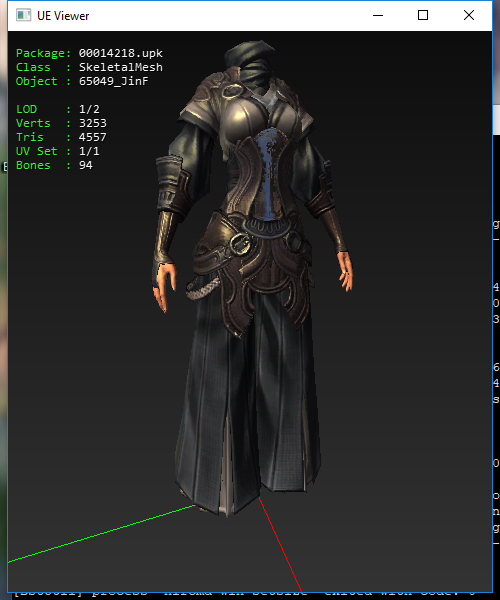 UE Viewer
Package: 00014218.upk
Class : SkeletalMesh
Object : 65049_JinF
LOD : 1/2
Verts : 3253
Tris : 4557
UV Set : 1/1
Bones : 94